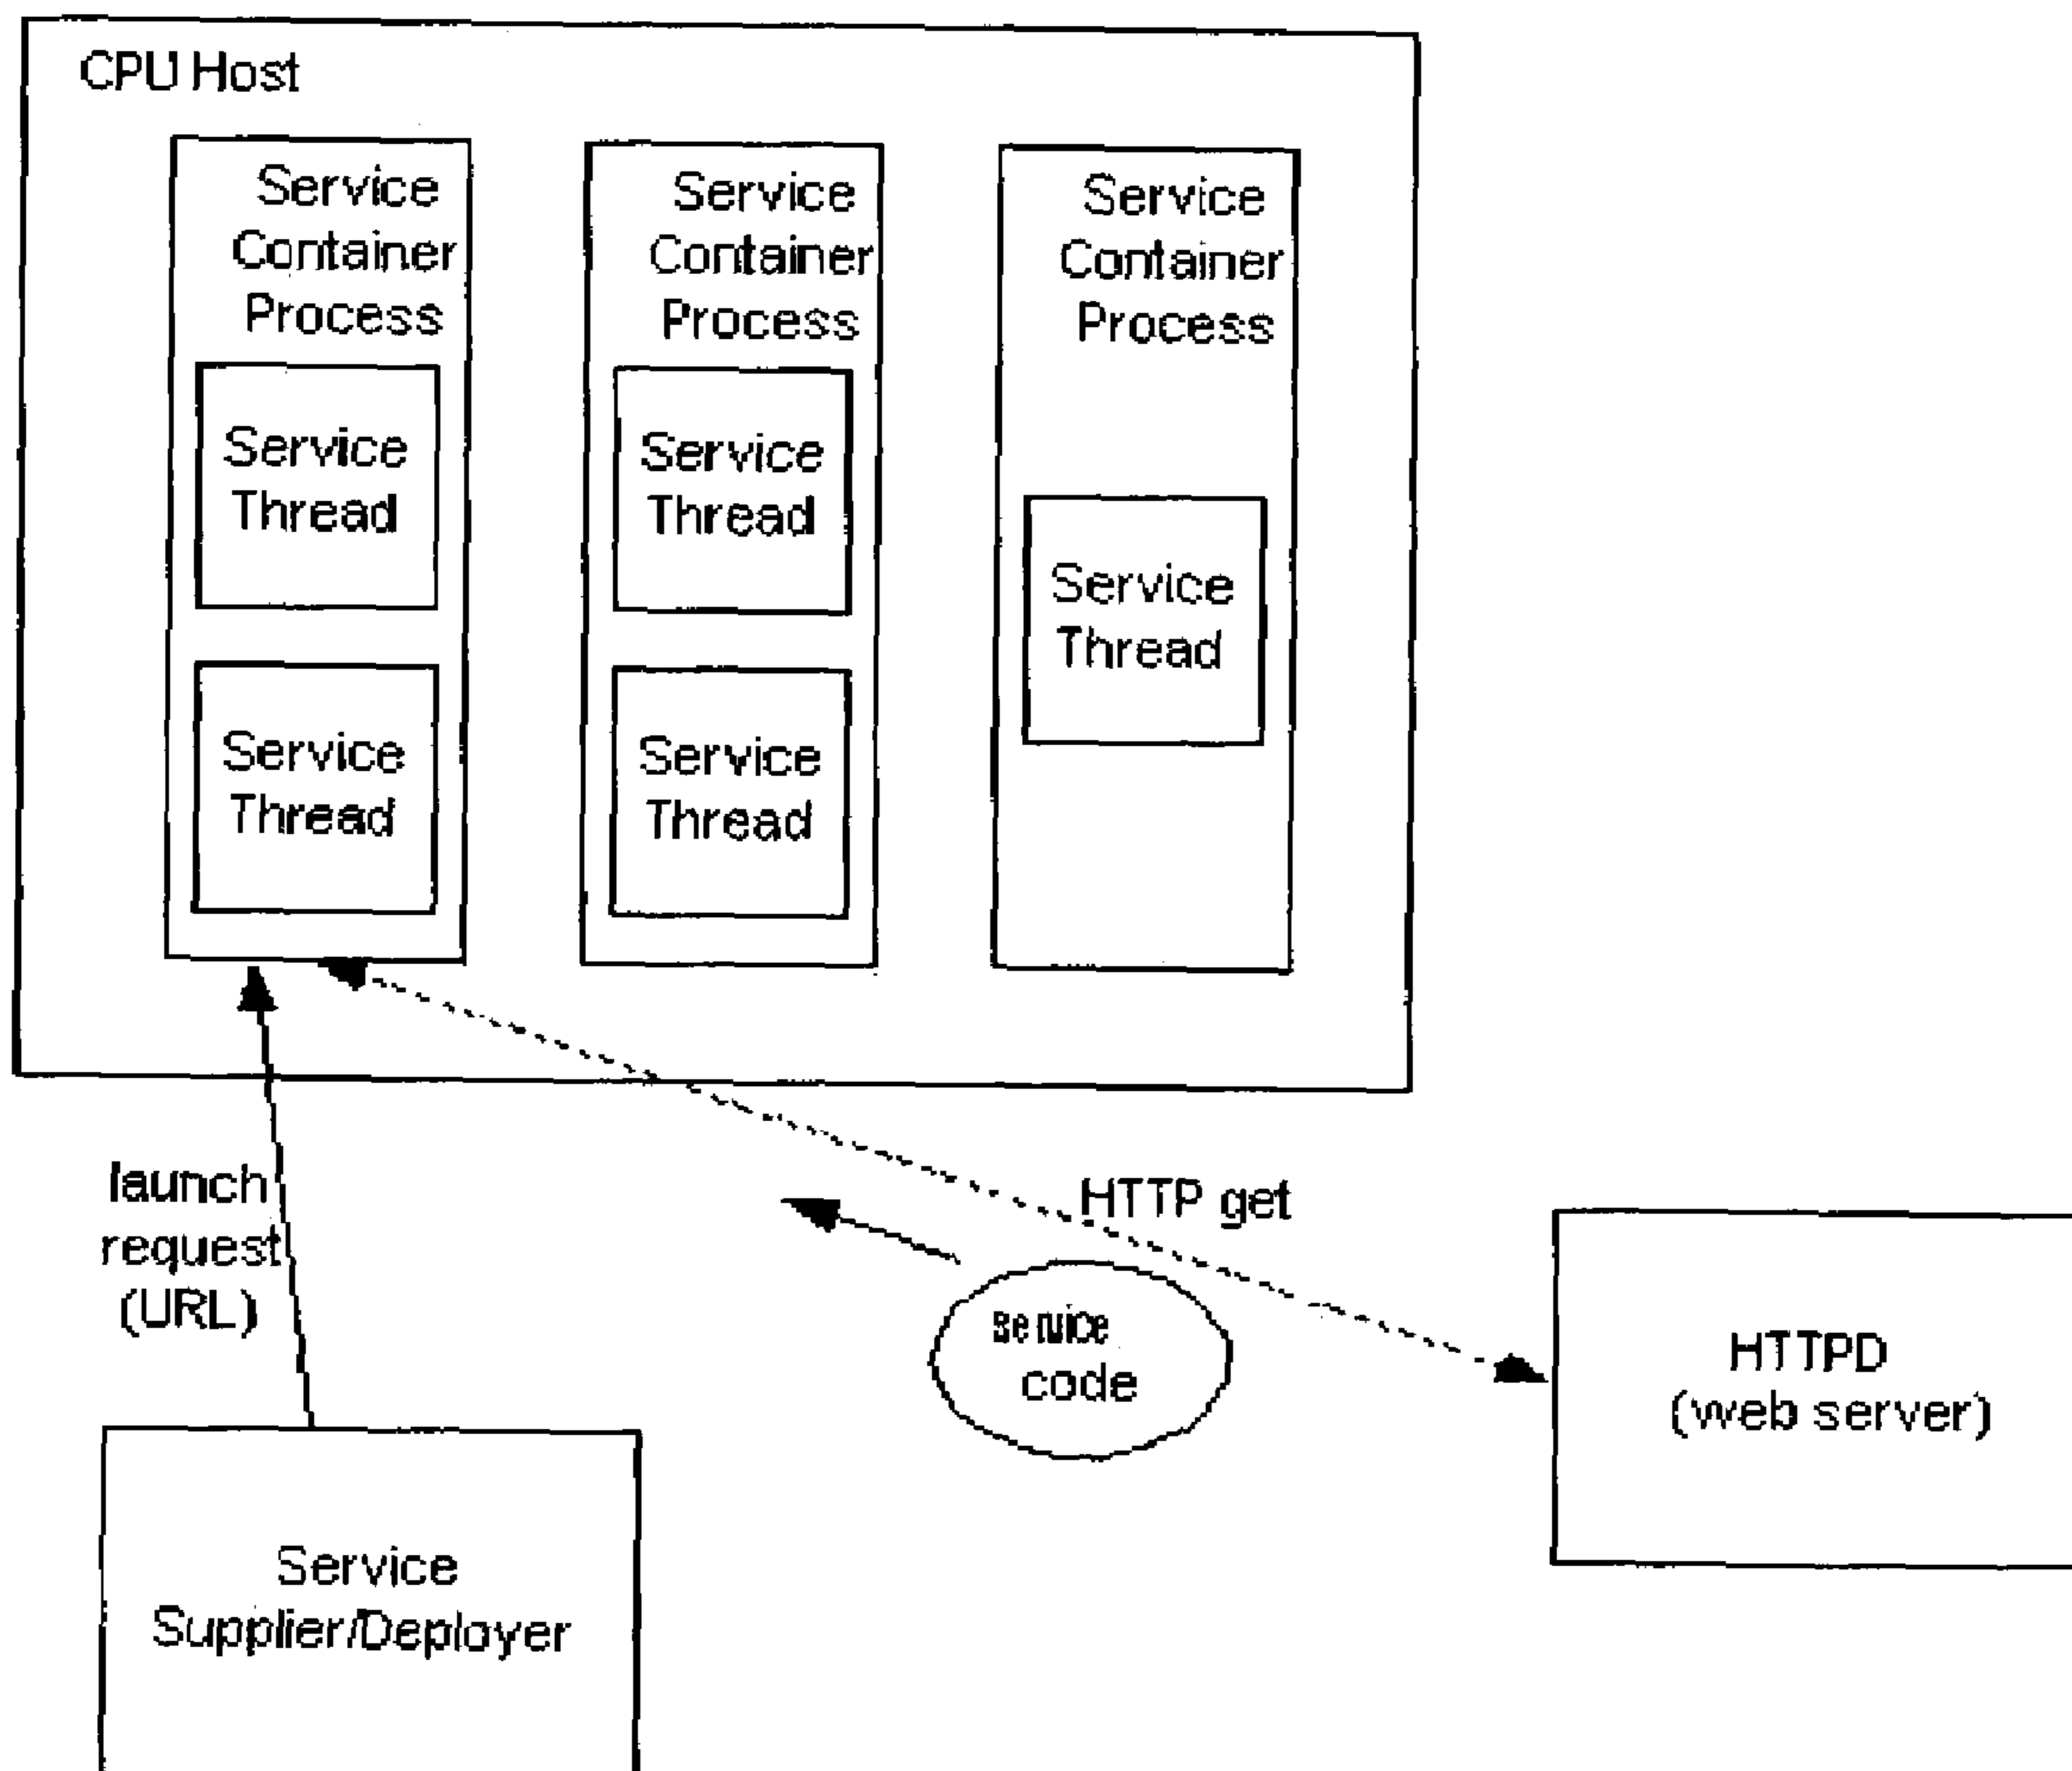 CPU Host
Service
Container
Process
Service
Thread
Service
Thread
Service
Container
Process
Service
Thread
Service
Thread
Service
Container
Process
Service
Thread
launch
request
(URL)
HTTP get
service
code
HTTPD
(web server)
Service
Supplier/Deployer